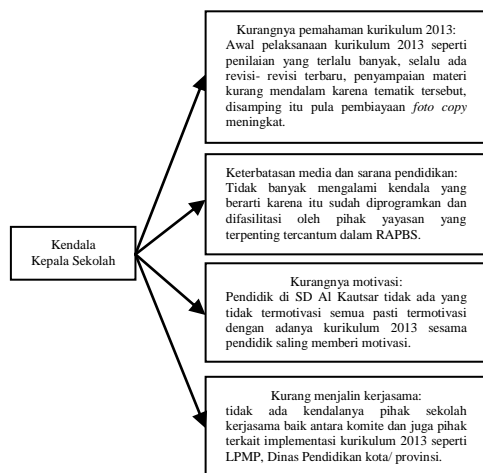 Kurangnya pemahaman kurikulum 2013:
Awal pelaksanaan kurikulum 2013 seperti
penilaian yang terlalu banyak, selalu ada
revisi- revisi terbaru, penyampaian materi
kurang mendalam karena tematik tersebut,
disamping itu pula pembiayaan foto copy
meningkat.
Keterbatasan media dan sarana pendidikan:
Tidak banyak mengalami kendala yang
berarti karena itu sudah diprogramkan dan
difasilitasi oleh pihak yayasan yang
terpenting tercantum dalam RAPBS.
Kendala
Kepala Sekolah
Kurangnya motivasi:
Pendidik di SD Al Kautsar tidak ada yang
tidak termotivasi semua pasti termotivasi
dengan adanya kurikulum 2013 sesama
pendidik saling memberi motivasi.
Kurang menjalin kerjasama:
tidak ada kendalanya pihak sekolah
kerjasama baik antara komite dan juga pihak
terkait implementasi kurikulum 2013 seperti
LPMP, Dinas Pendidikan kota/ provinsi.